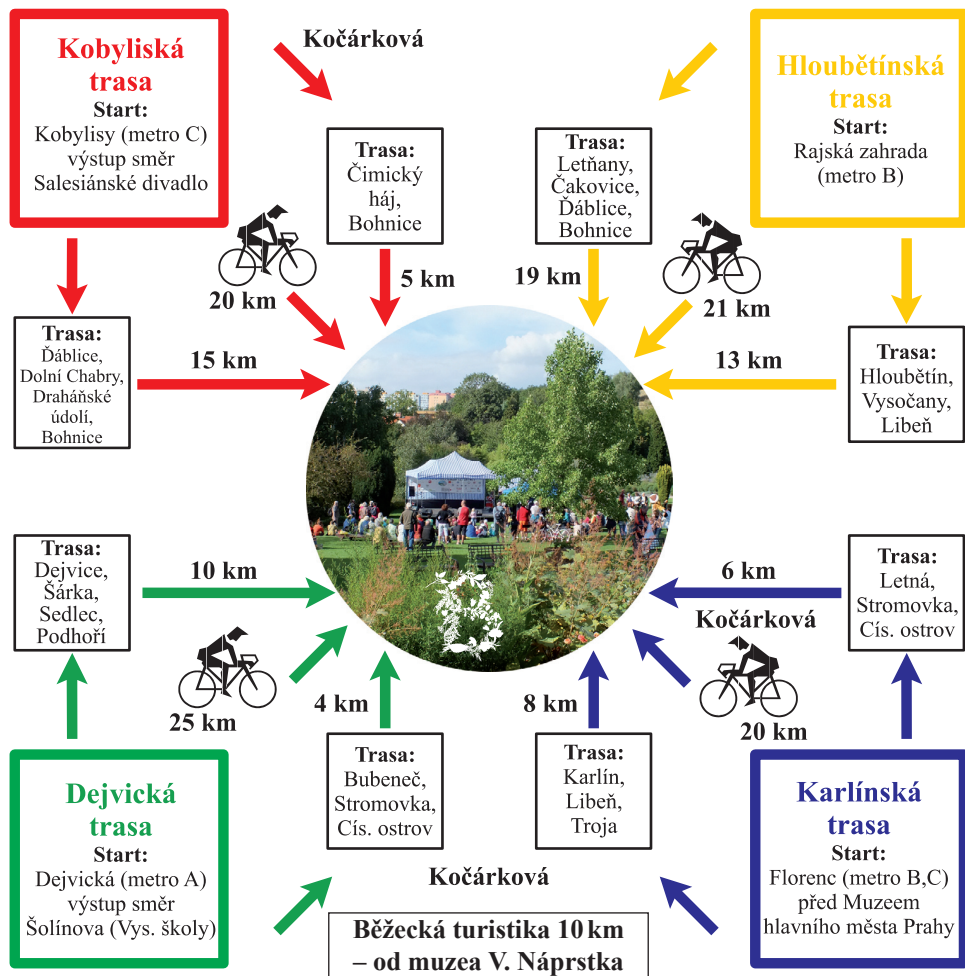 Kobyliská
trasa
Start:
Kobylisy (metro C)
výstup směr
Salesiánské divadlo
Kočárková
Hloubětínská
trasa
Start:
Rajská zahrada
(metro B)
Trasa:
Čimický
háj,
Bohnice
Trasa:
Letňany,
Čakovice,
Ďáblice,
Bohnice
20 km
5 km
19 km
21 km
Trasa:
Ďáblice,
Dolní Chabry,
Draháňské
údolí,
Bohnice
15 km
13 km
Trasa:
Hloubětín,
Vysočany,
Libeň
Trasa:
Dejvice,
Šárka,
Sedlec,
Podhoří
10 km
6 km
Trasa:
Letná,
Stromovka,
Cís. ostrov
Kočárková
25 km
4 km
8 km
20 km
Trasa:
Bubeneč,
Stromovka,
Cís. ostrov
Trasa:
Karlín,
Libeň,
Troja
Dejvická
trasa
Start:
Dejvická (metro A)
výstup směr
Šolínova (Vys. školy)
Kočárková
Karlínská
trasa
Start:
Florenc (metro B,C)
před Muzeem
hlavního města Prahy
Běžecká turistika 10 km
– od muzea V. Náprstka